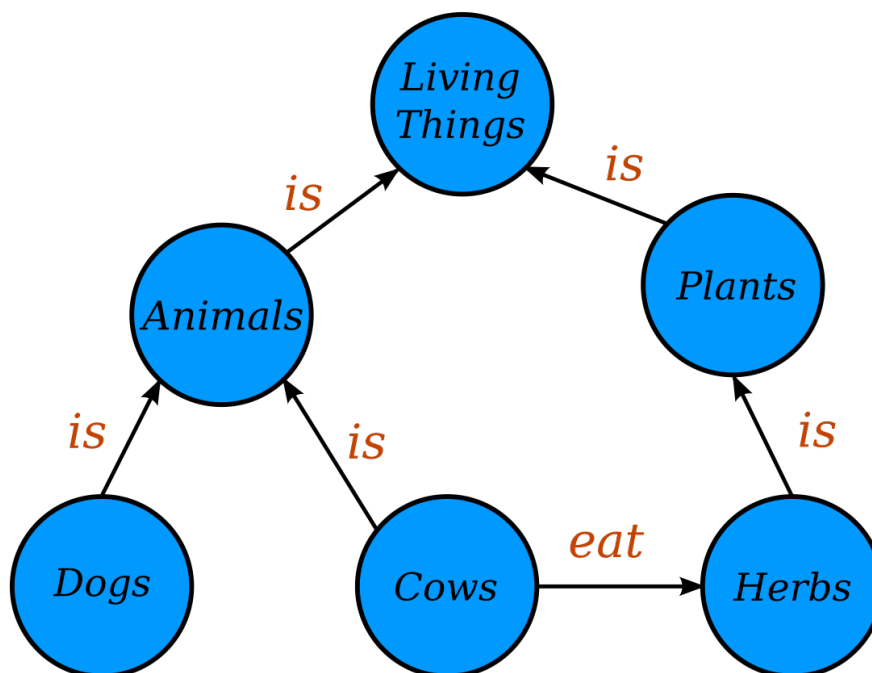 Living
Things
is
is
Animals
Plants
is
is
is
eat
Dogs
Cows
Herbs